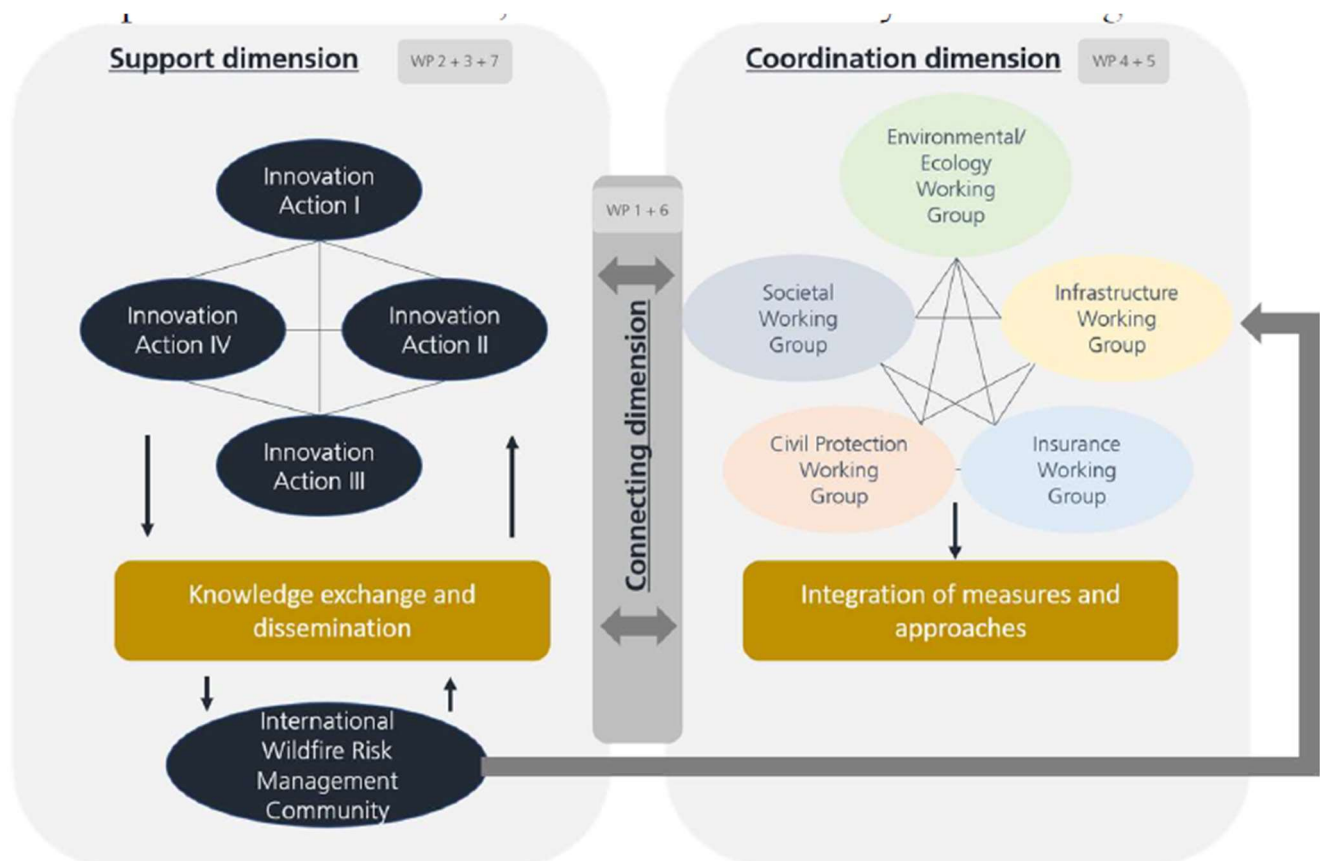 Support dimension
WP 2 + 3 + 7
Innovation
Action I
Innovation
Action IV
Innovation
Action II
Innovation
Action III
Knowledge exchange and
dissemination
International
Wildfire Risk
Management
Community
WP 1 + 6
Connecting dimension
Coordination dimension
WP 4 + 5
Environmental/
Ecology
Working
Group
Societal
Working
Group
Infrastructure
Working
Group
Civil Protection
Working
Group
Insurance
Working
Group
Integration of measures and
approaches